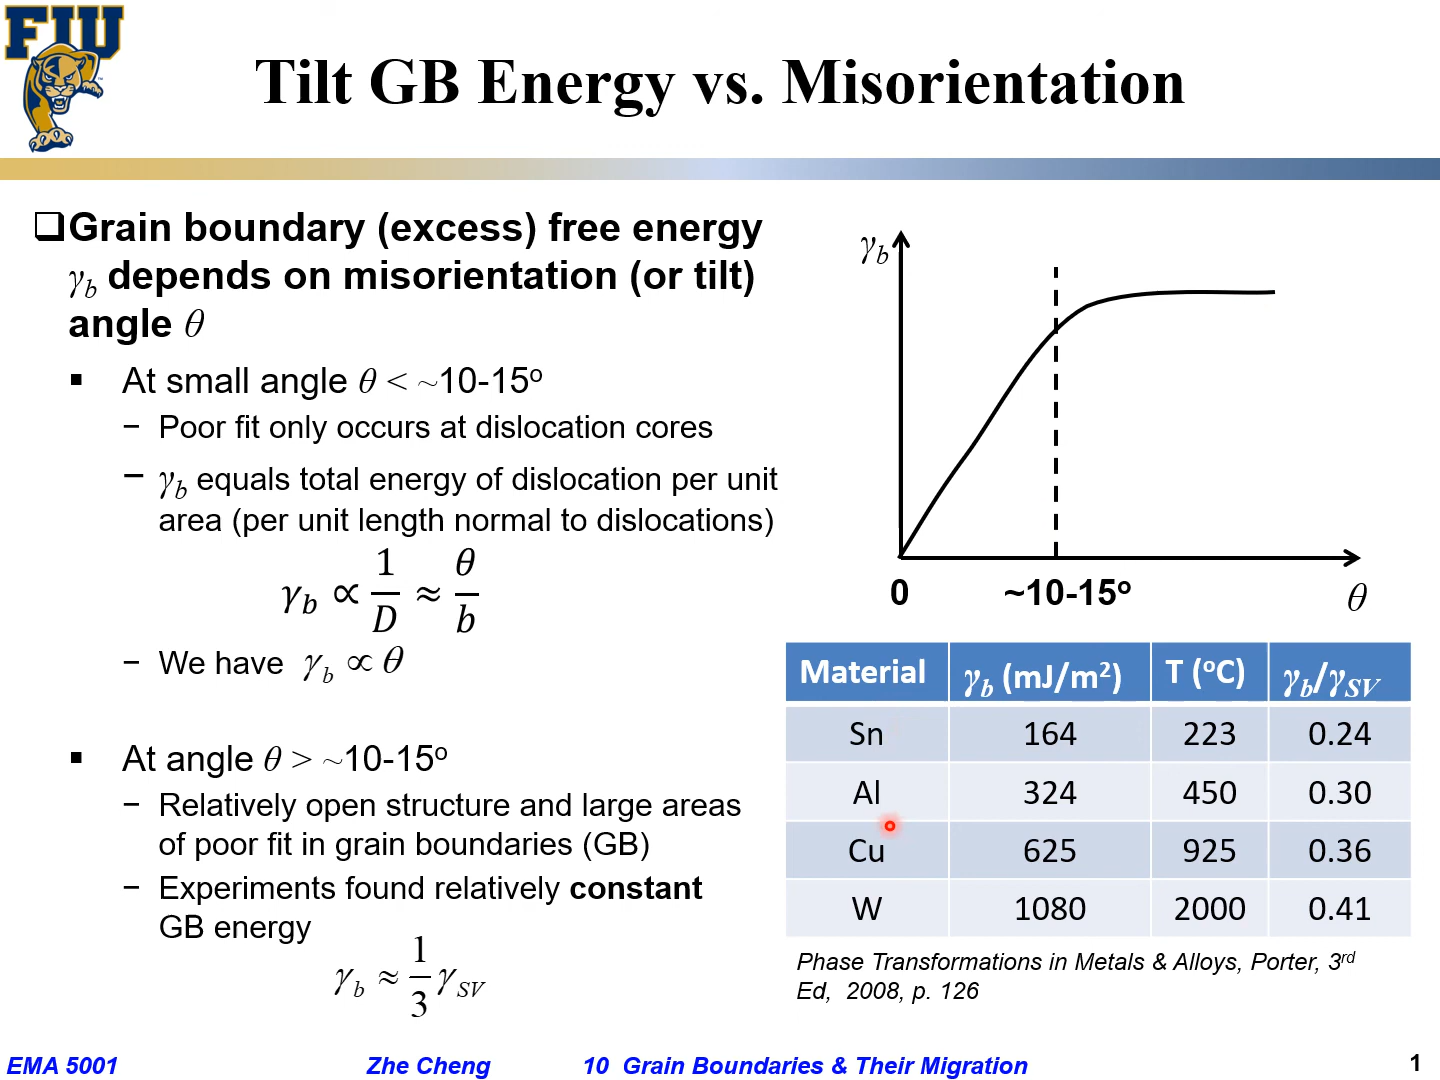 FIU
Tilt GB Energy vs. Misorientation
❑Grain boundary (excess) free energy
γb depends on misorientation (or tilt)
angle θ
▪ At small angle θ < ~10-15º
− Poor fit only occurs at dislocation cores
− γb equals total energy of dislocation per unit
area (per unit length normal to dislocations)
γb ∝ 1/D ≈ θ/b
− We have γb ∝ θ
▪ At angle θ > ~10-15º
− Relatively open structure and large areas
of poor fit in grain boundaries (GB)
− Experiments found relatively constant
GB energy
γb ≈ 1/3 γSV
γb
0 ~10-15º θ
Material γb (mJ/m²) T (ºC) γb/γSV
Sn 164 223 0.24
Al 324 450 0.30
Cu 625 925 0.36
W 1080 2000 0.41
Phase Transformations in Metals & Alloys, Porter, 3rd
Ed, 2008, p. 126
EMA 5001 Zhe Cheng 10 Grain Boundaries & Their Migration 1